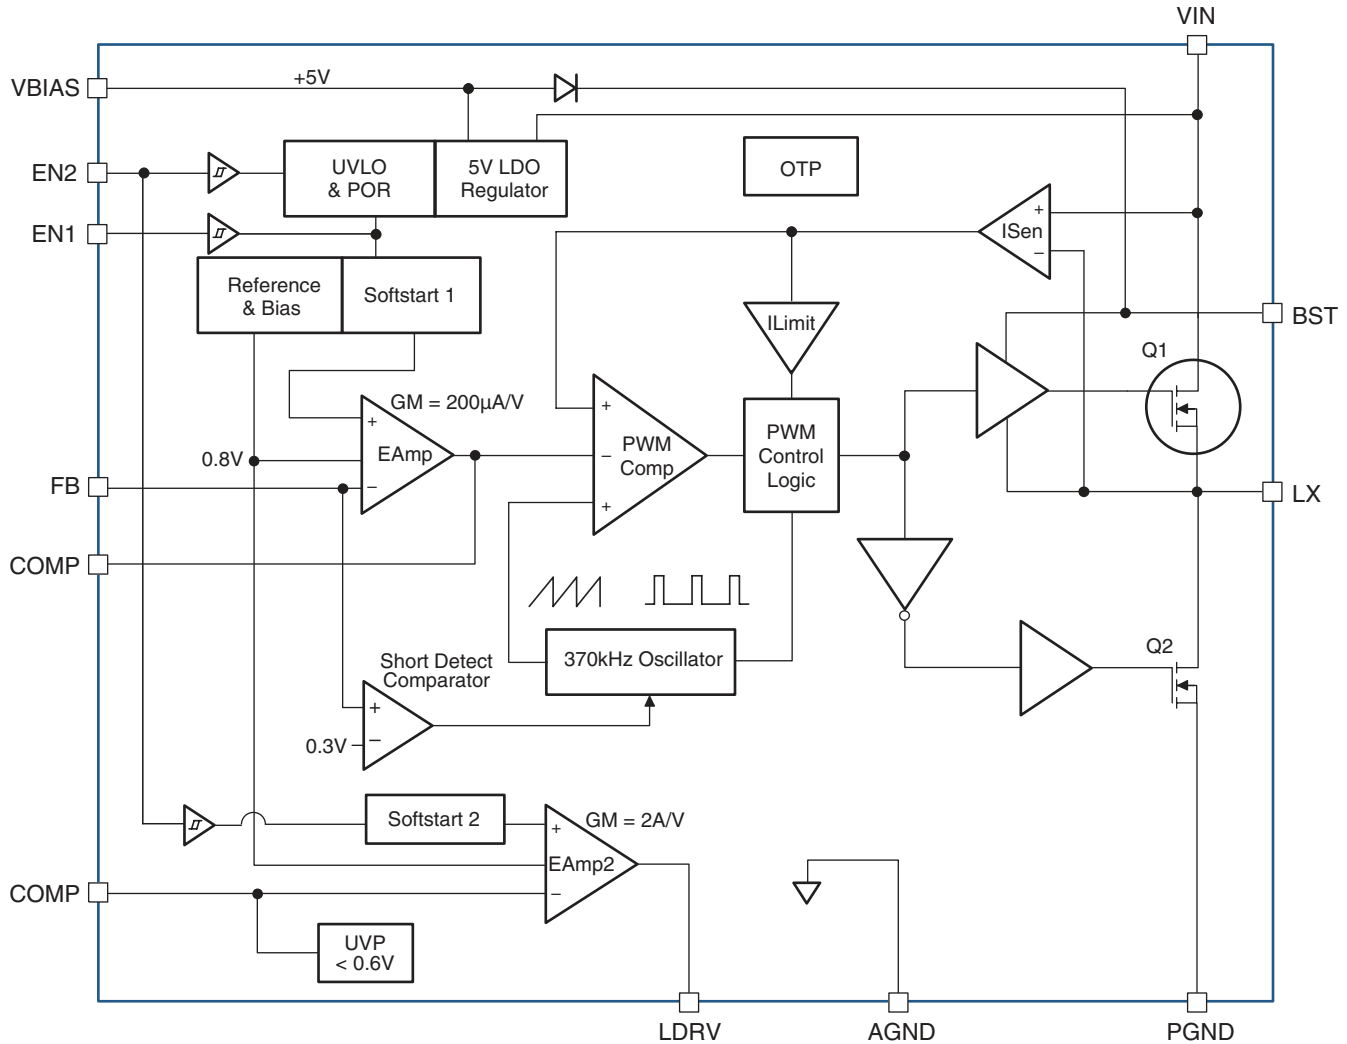 VIN
VBIAS
+5V
EN2
UVLO
& POR
5V LDO
Regulator
OTP
EN1
+
ISen
−
Reference
& Bias
Softstart 1
ILimit
BST
Q1
GM = 200µA/V
+
EAmp
−
0.8V
+
−
+
PWM
Comp
PWM
Control
Logic
FB
LX
COMP
370kHz Oscillator
Short Detect
Comparator
+
−
0.3V
Q2
Softstart 2
GM = 2A/V
+
EAmp2
−
COMP
UVP
< 0.6V
LDRV
AGND
PGND